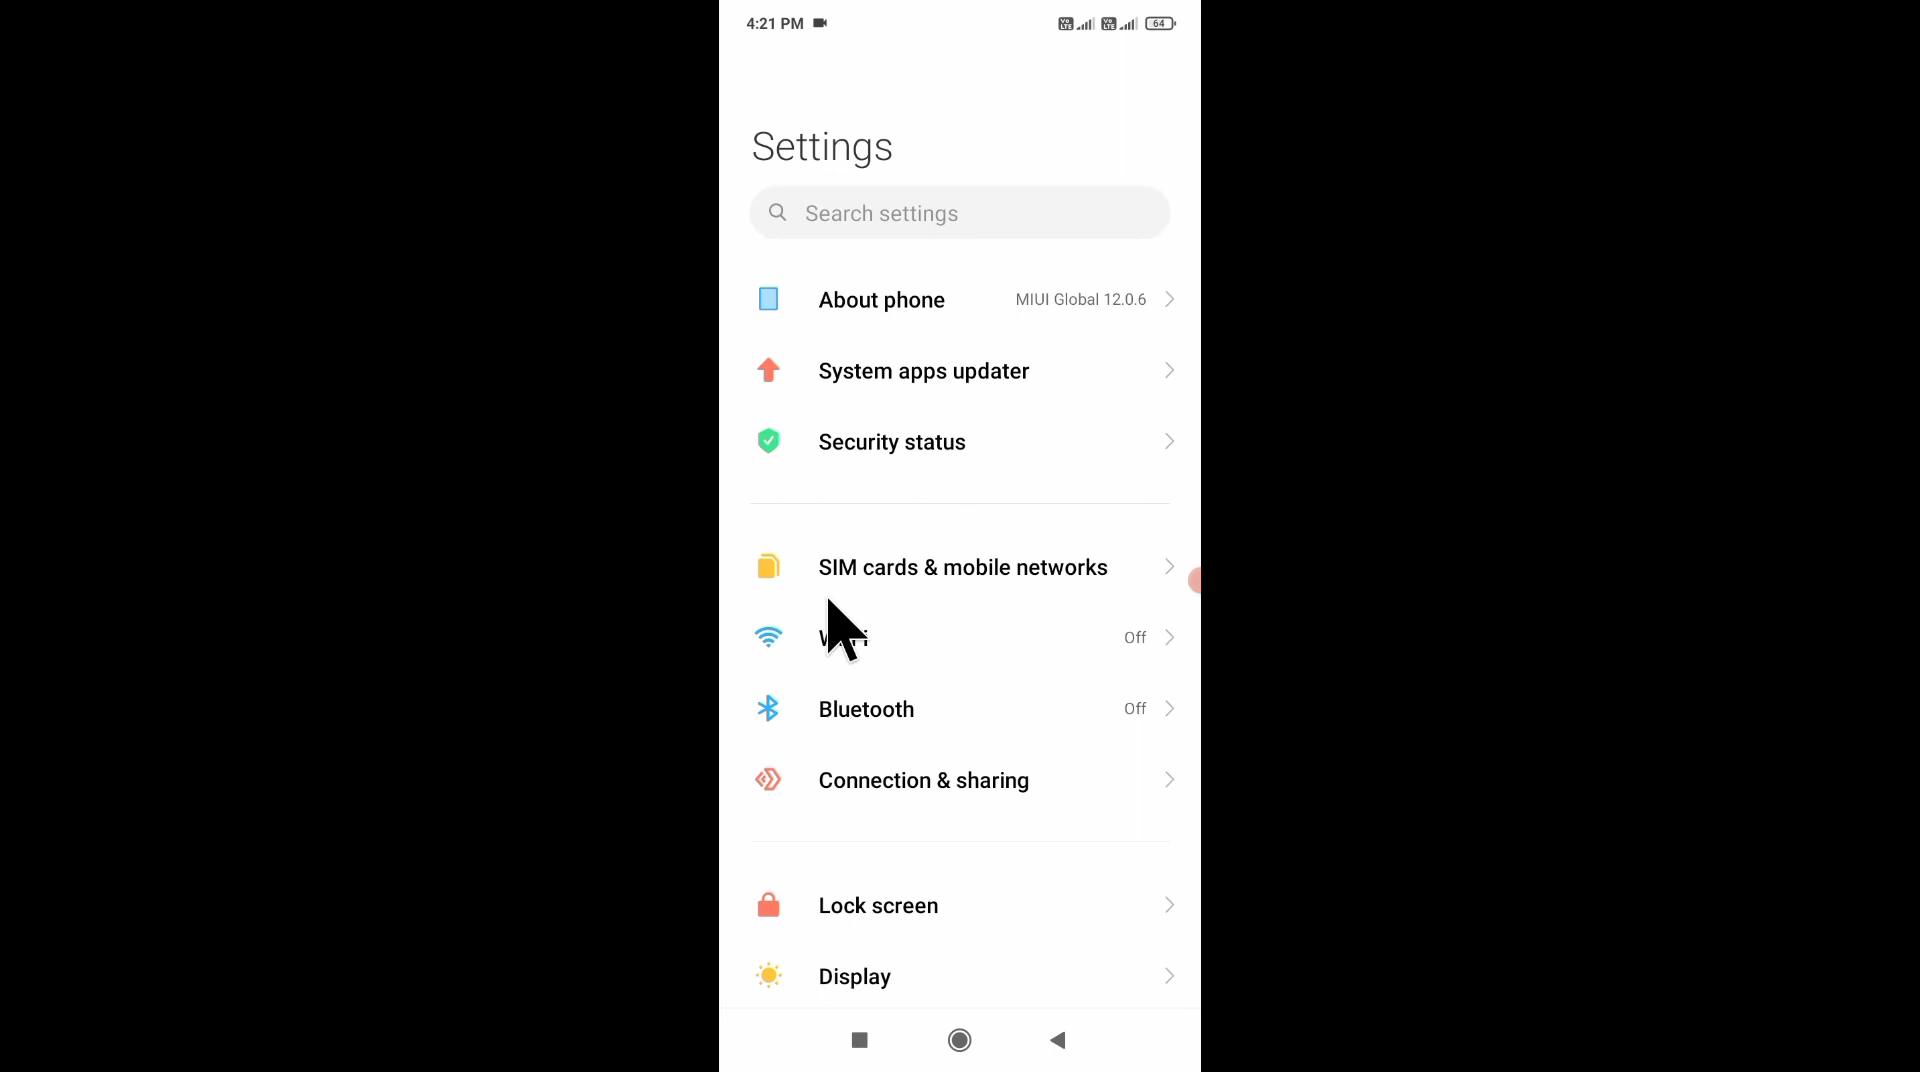 4:21 PM
64
Settings
Search settings
About phone
MIUI Global 12.0.6
System apps updater
Security status
SIM cards & mobile networks
Off
Bluetooth
Off
Connection & sharing
Lock screen
Display